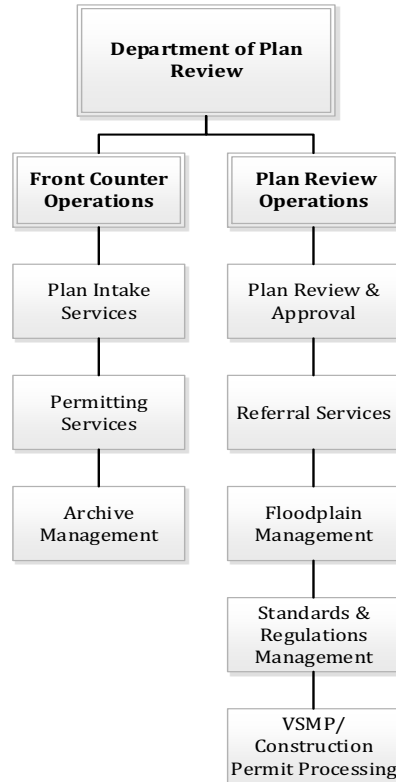 Department of Plan
Review
Front Counter
Operations
Plan Intake
Services
Permitting
Services
Archive
Management
Plan Review
Operations
Plan Review &
Approval
Referral Services
Floodplain
Management
Standards &
Regulations
Management
VSMP/
Construction
Permit Processing